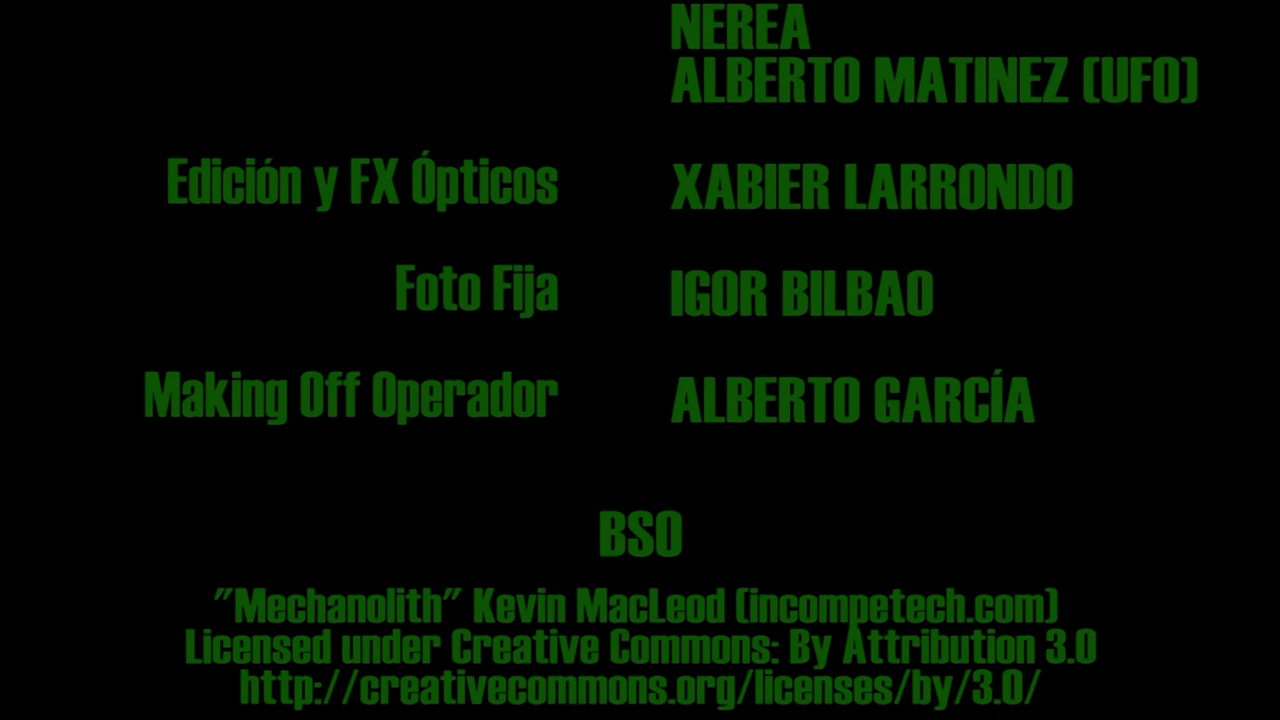 NEREA
ALBERTO MATINEZ (UFO)
Edición y FX Ópticos XABIER LARRONDO
Foto Fija IGOR BILBAO
Making Off Operador ALBERTO GARCÍA
BSO
"Mechanolith" Kevin MacLeod (incompetech.com)
Licensed under Creative Commons: By Attribution 3.0
http://creativecommons.org/licenses/by/3.0/